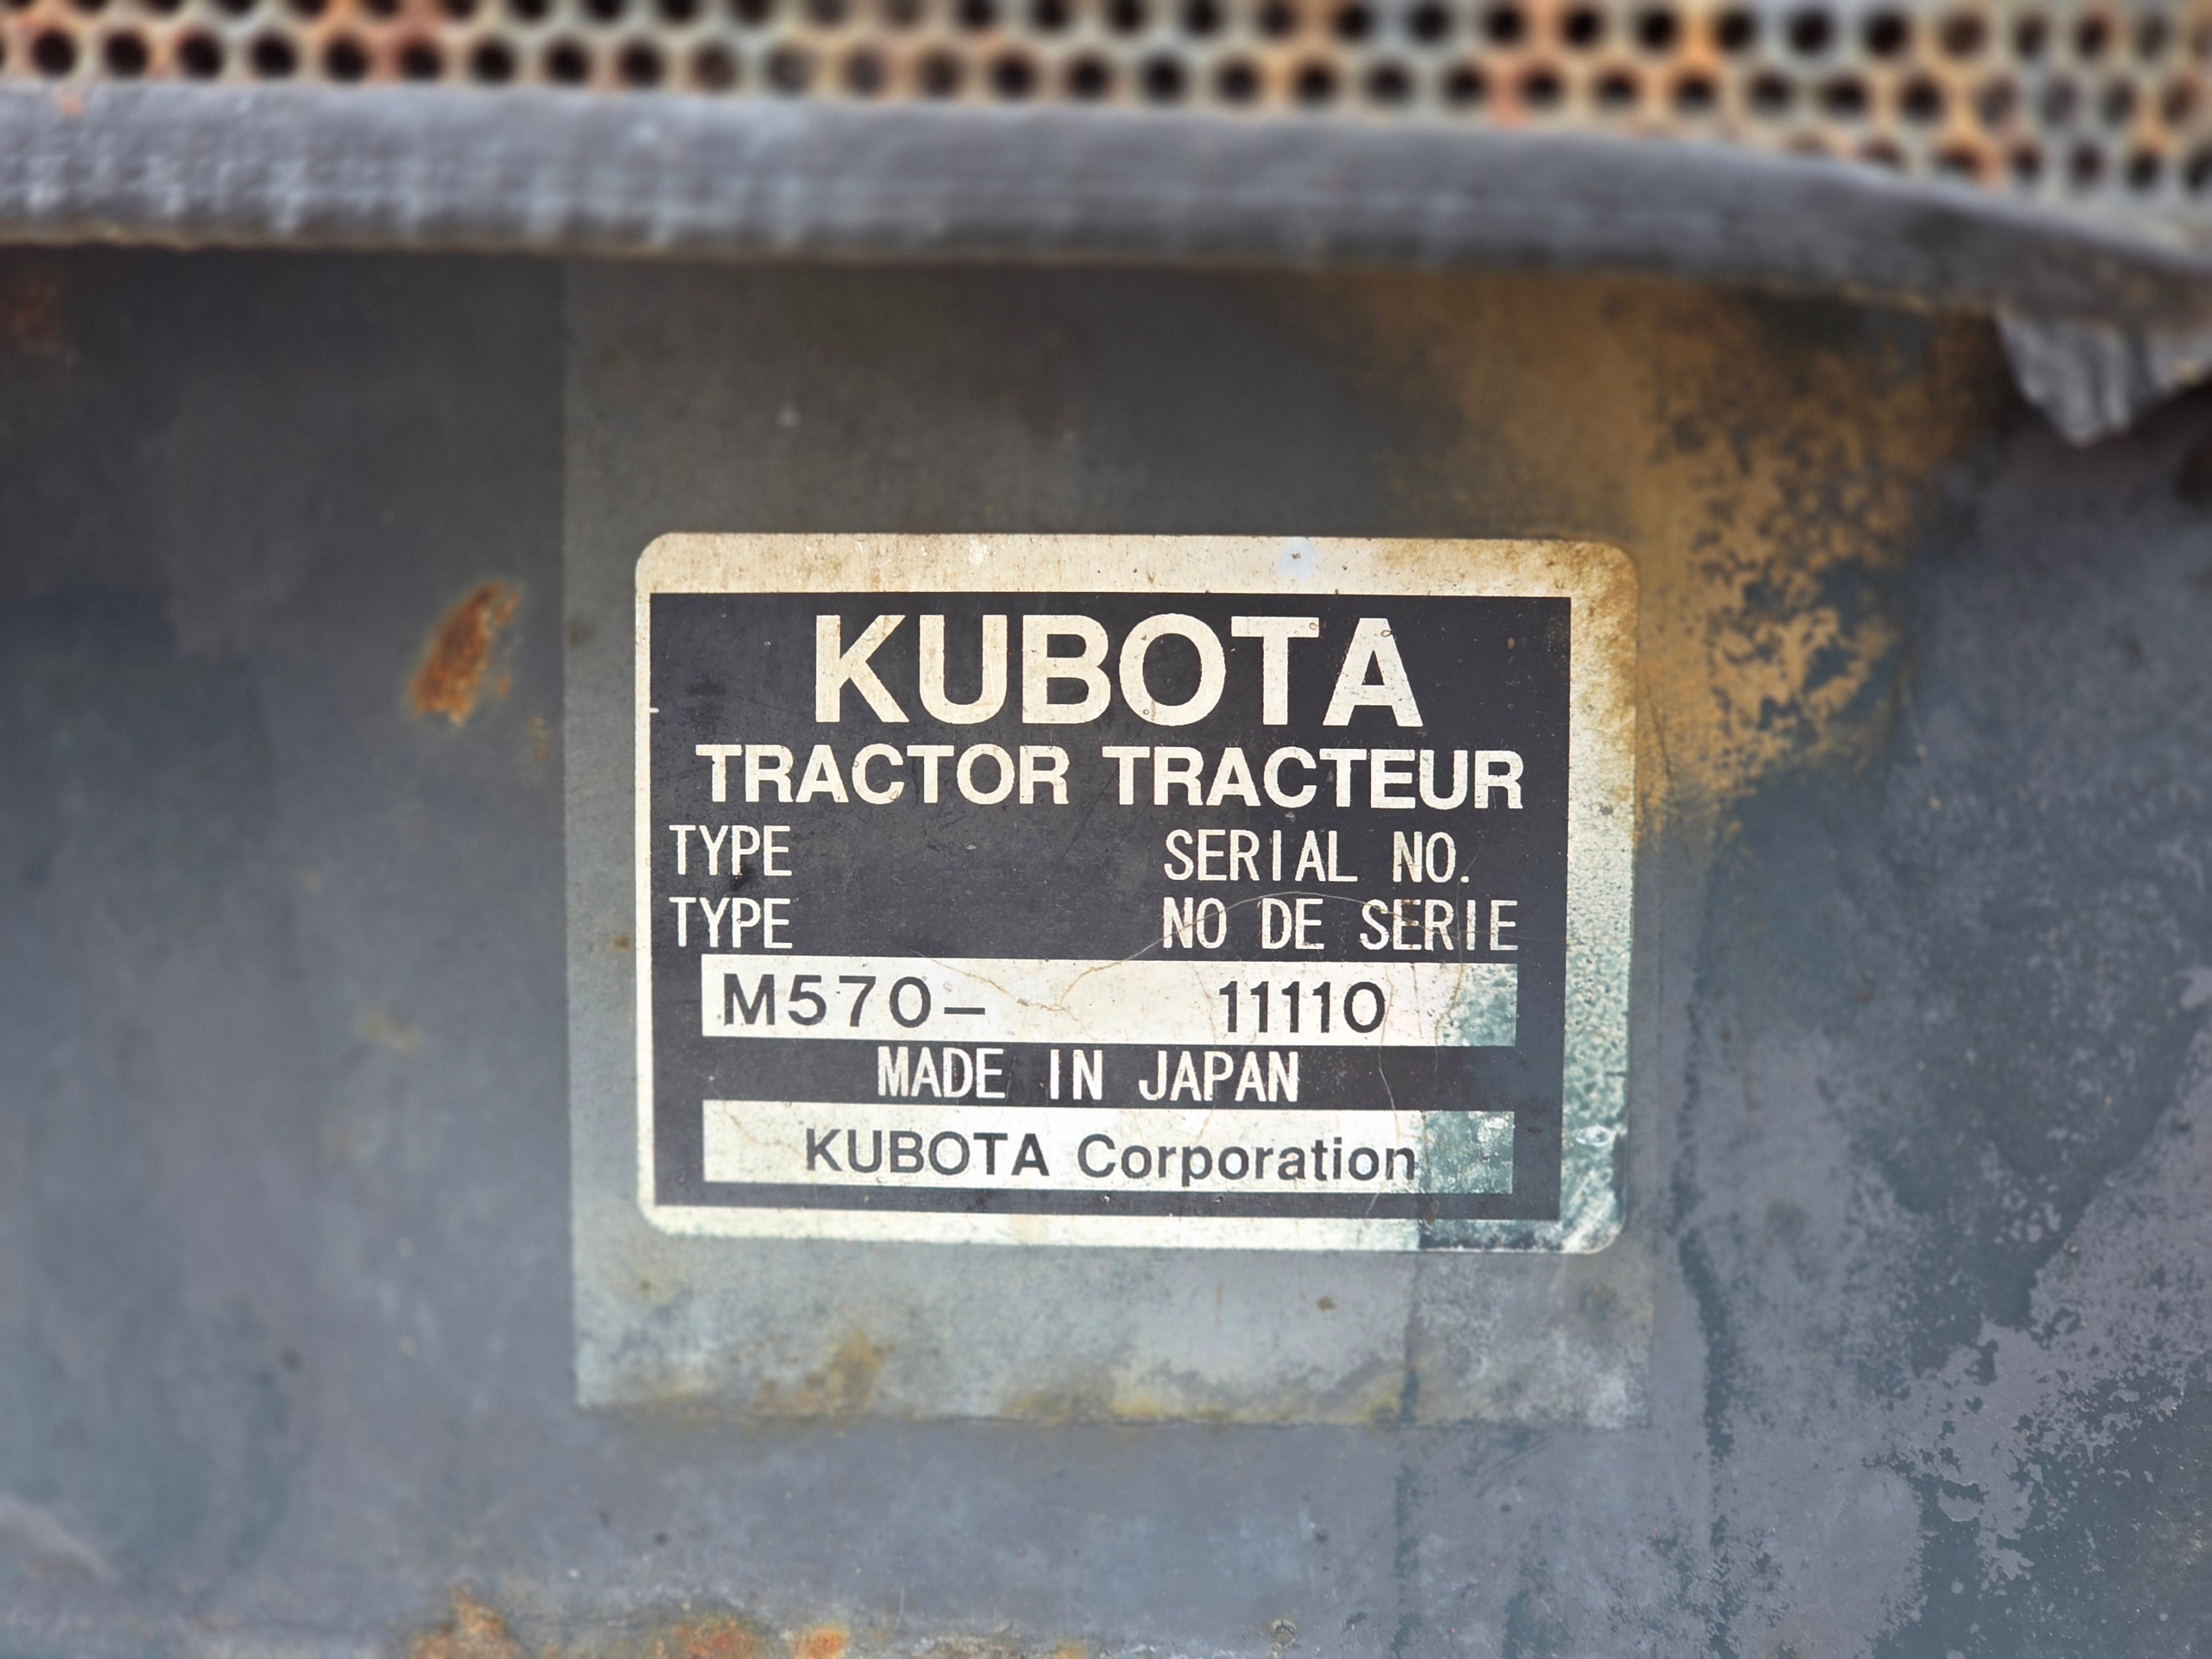 KUBOTA
TRACTOR TRACTEUR
TYPE SERIAL NO.
TYPE NO DE SERIE
M570– 11110
MADE IN JAPAN
KUBOTA Corporation